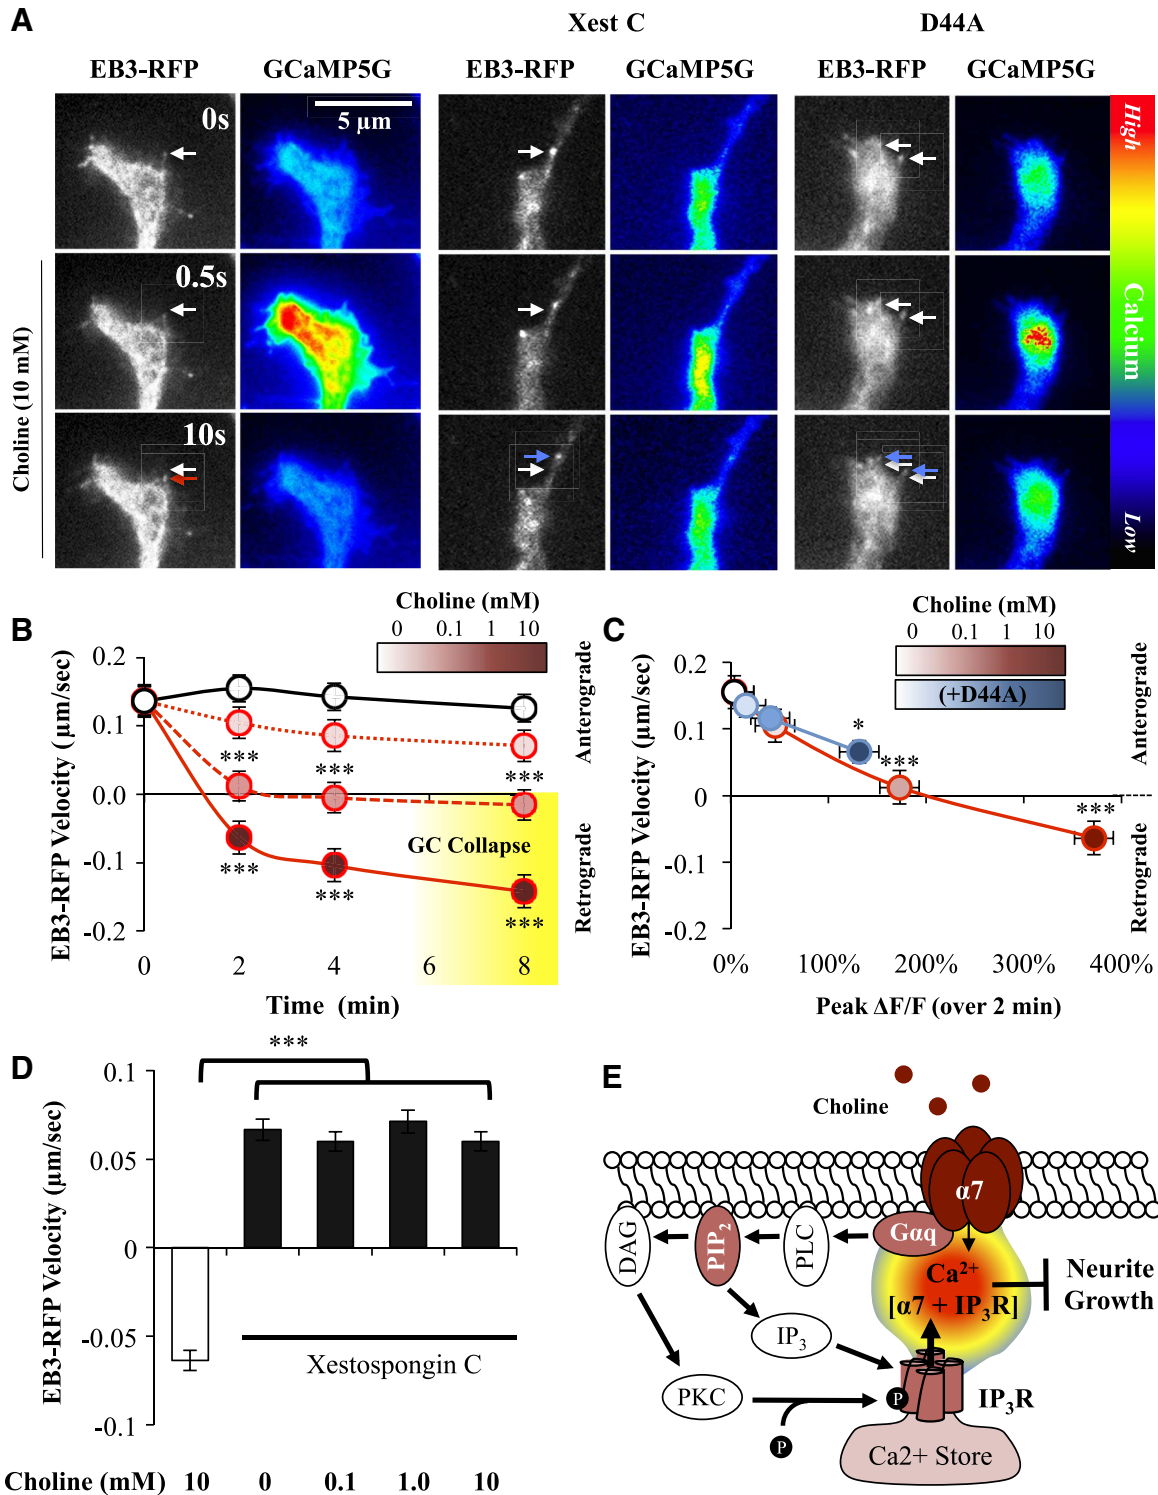 A
Xest C
D44A
EB3-RFP
GCaMP5G
EB3-RFP
GCaMP5G
EB3-RFP
GCaMP5G
0s
5 µm
High
0.5s
Choline (10 mM)
Calcium
10s
Low
B
Choline (mM)
0 0.1 1 10
EB3-RFP Velocity (µm/sec)
0.2
0.1
0.0
-0.1
-0.2
***
***
***
***
***
***
GC Collapse
Anterograde
Retrograde
0 2 4 6 8
Time (min)
C
Choline (mM)
0 0.1 1 10
(+D44A)
EB3-RFP Velocity (µm/sec)
0.2
0.1
0
-0.1
-0.2
*
***
***
Anterograde
Retrograde
0% 100% 200% 300% 400%
Peak ΔF/F (over 2 min)
D
***
EB3-RFP Velocity (µm/sec)
0.1
0.05
0
-0.05
-0.1
Xestospongin C
Choline (mM) 10 0 0.1 1.0 10
E
Choline
α7
DAG
PIP₂
PLC
Gαq
Ca²⁺
[α7 + IP₃R]
Neurite
Growth
IP₃
PKC
P
P
IP₃R
Ca2+ Store